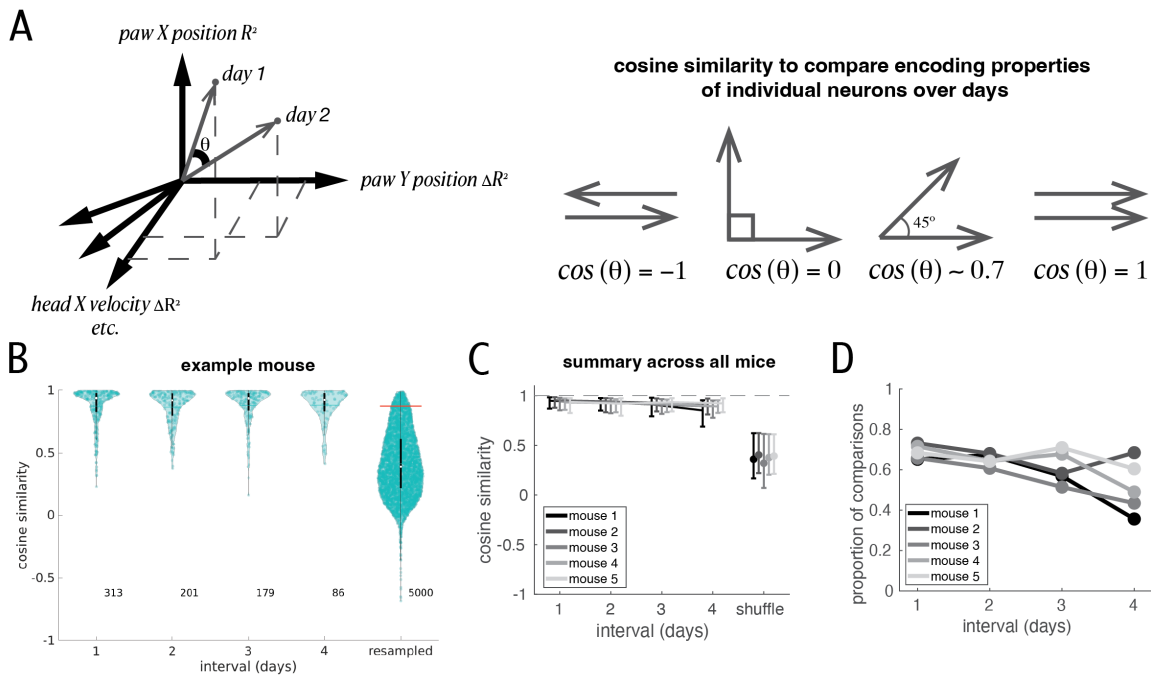 A
paw X position R²
day 1
day 2
θ
paw Y position ΔR²
head X velocity ΔR²
etc.
cosine similarity to compare encoding properties
of individual neurons over days
45°
cos (θ) = -1
cos (θ) = 0
cos (θ) ~ 0.7
cos (θ) = 1
B
example mouse
cosine similarity
1
0.5
0
-0.5
-1
313
201
179
86
5000
1
2
3
4
resampled
interval (days)
C
summary across all mice
cosine similarity
1
0.5
0
-0.5
-1
mouse 1
mouse 2
mouse 3
mouse 4
mouse 5
1
2
3
4
shuffle
interval (days)
D
proportion of comparisons
1
0.8
0.6
0.4
0.2
0
mouse 1
mouse 2
mouse 3
mouse 4
mouse 5
1
2
3
4
interval (days)